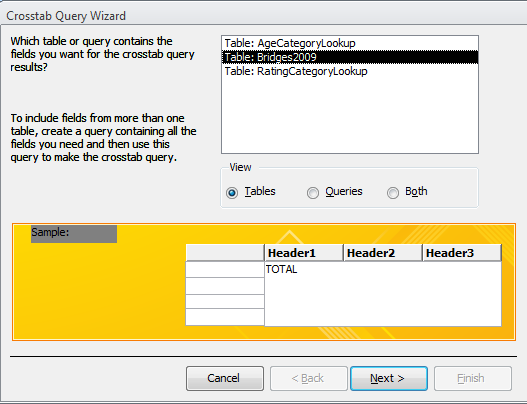 Crosstab Query Wizard
Which table or query contains the
fields you want for the crosstab query
results?
To include fields from more than one
table, create a query containing all the
fields you need and then use this
query to make the crosstab query.
Table: AgeCategoryLookup
Table: Bridges2009
Table: RatingCategoryLookup
View
Tables Queries Both
Sample:
Header1 Header2 Header3
TOTAL
Cancel < Back Next > Finish